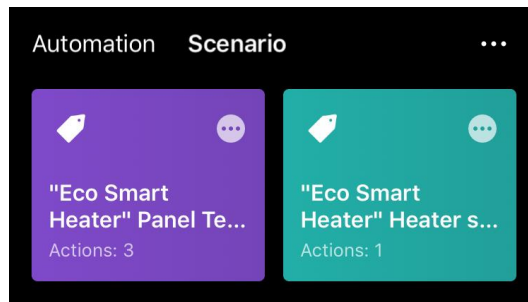 Automation Scenario
"Eco Smart
Heater" Panel Te...
Actions: 3
"Eco Smart
Heater" Heater s...
Actions: 1